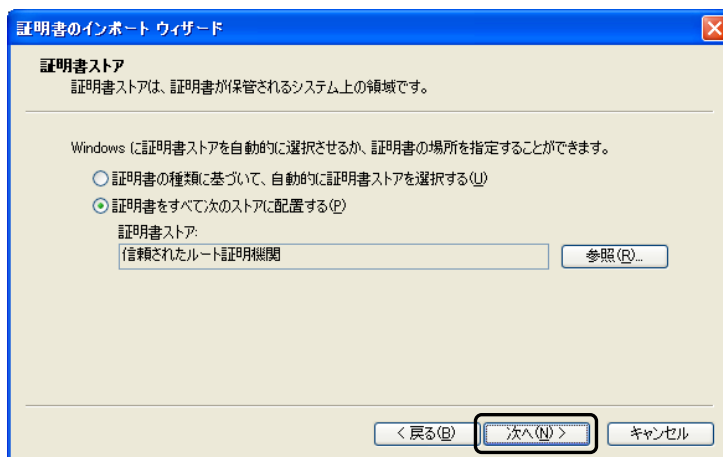 証明書のインポート ウィザード
証明書ストア
証明書ストアは、証明書が保管されるシステム上の領域です。
Windows に証明書ストアを自動的に選択させるか、証明書の場所を指定することができます。
証明書の種類に基づいて、自動的に証明書ストアを選択する(U)
証明書をすべて次のストアに配置する(P)
証明書ストア:
信頼されたルート証明機関
参照(R)...
< 戻る(B)
次へ(N) >
キャンセル